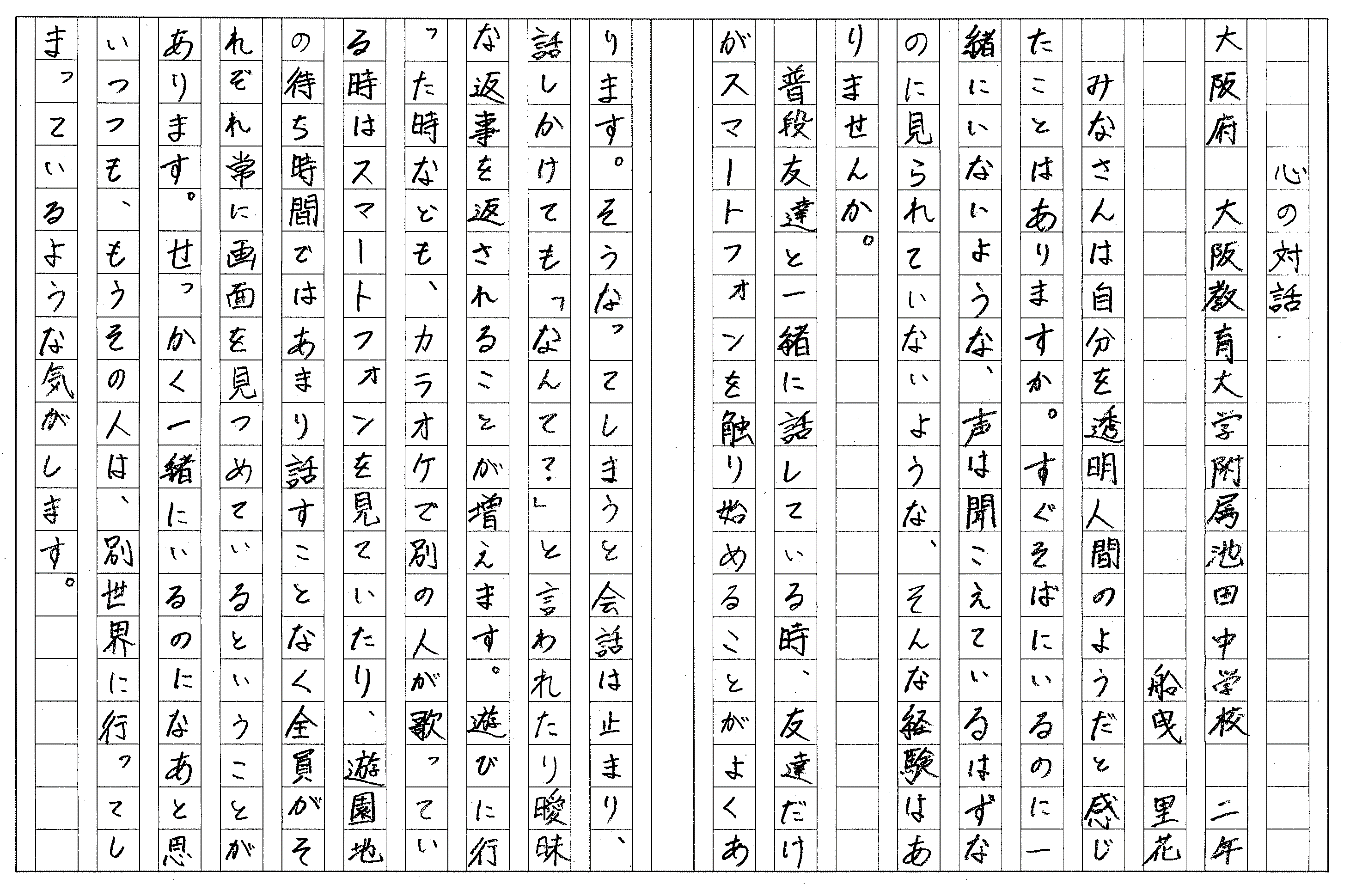 心の対話
大阪府　大阪教育大学附属池田中学校　二年
船曳　里花
　みなさんは自分を透明人間のようだと感じ
たことはありますか。すぐそばにいるのに一
緒にいないような、声は聞こえているはずな
のに見られていないような、そんな経験はあ
りませんか。
　普段友達と一緒に話している時、友達だけ
がスマートフォンを触り始めることがよくあ
ります。そうなってしまうと会話は止まり、
話しかけても「なんて？」と言われたり曖昧
な返事を返されることが増えます。遊びに行
った時なども、カラオケで別の人が歌ってい
る時はスマートフォンを見ていたり、遊園地
の待ち時間ではあまり話すことなく全員がそ
れぞれ常に画面を見つめているということが
あります。せっかく一緒にいるのになあと思
いつつも、もうその人は、別世界に行ってし
まっているような気がします。